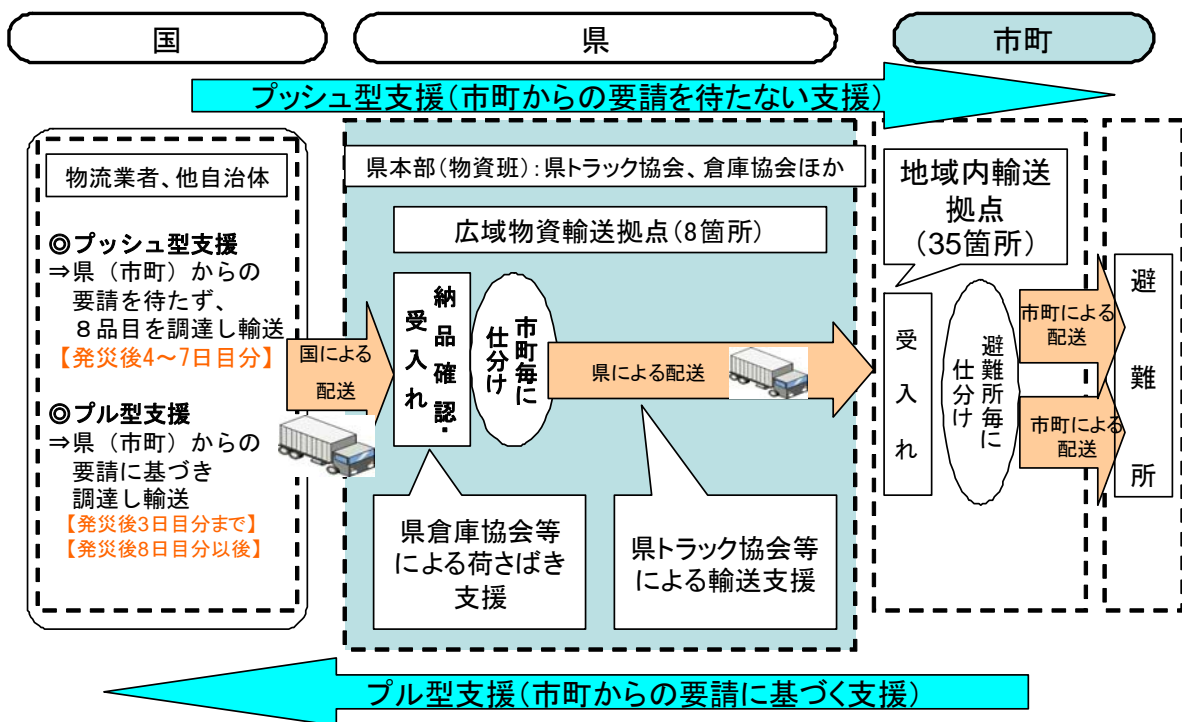 国
県
市町
プッシュ型支援(市町からの要請を待たない支援)
物流業者、他自治体
◎プッシュ型支援
⇒県(市町)からの
要請を待たず、
8品目を調達し輸送
【発災後4~7日目分】
◎プル型支援
⇒県(市町)からの
要請に基づき
調達し輸送
【発災後3日目分まで】
【発災後8日目分以後】
国による
配送
県本部(物資班):県トラック協会、倉庫協会ほか
広域物資輸送拠点(8箇所)
納品確認・
受入れ
市町毎に
仕分け
県による配送
県倉庫協会等
による荷さばき
支援
県トラック協会等
による輸送支援
地域内輸送
拠点
(35箇所)
受入れ
避難所毎に
仕分け
市町による
配送
市町による
配送
避難所
プル型支援(市町からの要請に基づく支援)